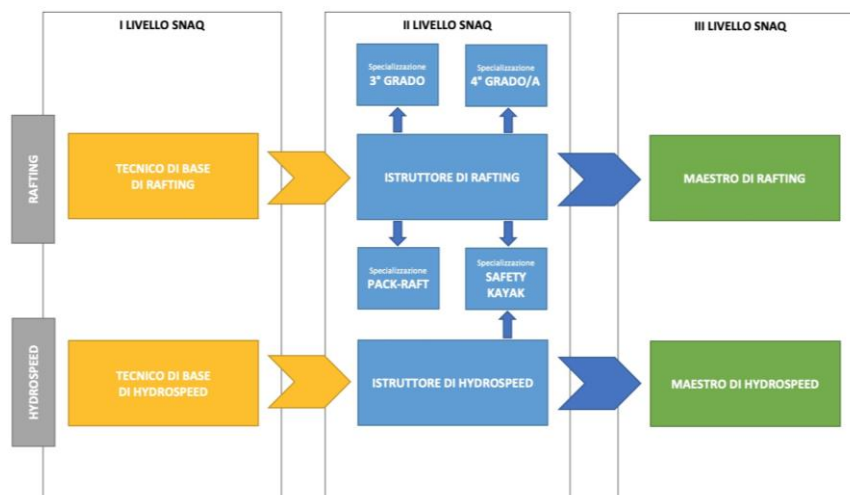 I LIVELLO SNAQ
II LIVELLO SNAQ
III LIVELLO SNAQ
Specializzazione
3° GRADO
Specializzazione
4° GRADO/A
RAFTING
TECNICO DI BASE
DI RAFTING
ISTRUTTORE DI RAFTING
MAESTRO DI RAFTING
Specializzazione
PACK-RAFT
Specializzazione
SAFETY
KAYAK
HYDROSPEED
TECNICO DI BASE
DI HYDROSPEED
ISTRUTTORE DI HYDROSPEED
MAESTRO DI HYDROSPEED